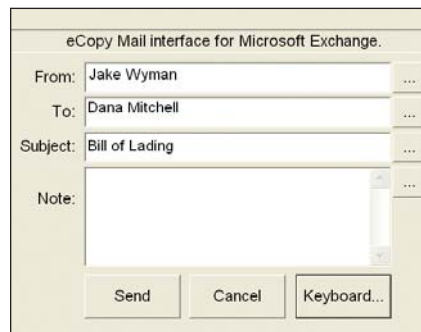 eCopy Mail interface for Microsoft Exchange.
From: Jake Wyman ...
To: Dana Mitchell ...
Subject: Bill of Lading ...
Note: ...
Send Cancel Keyboard...